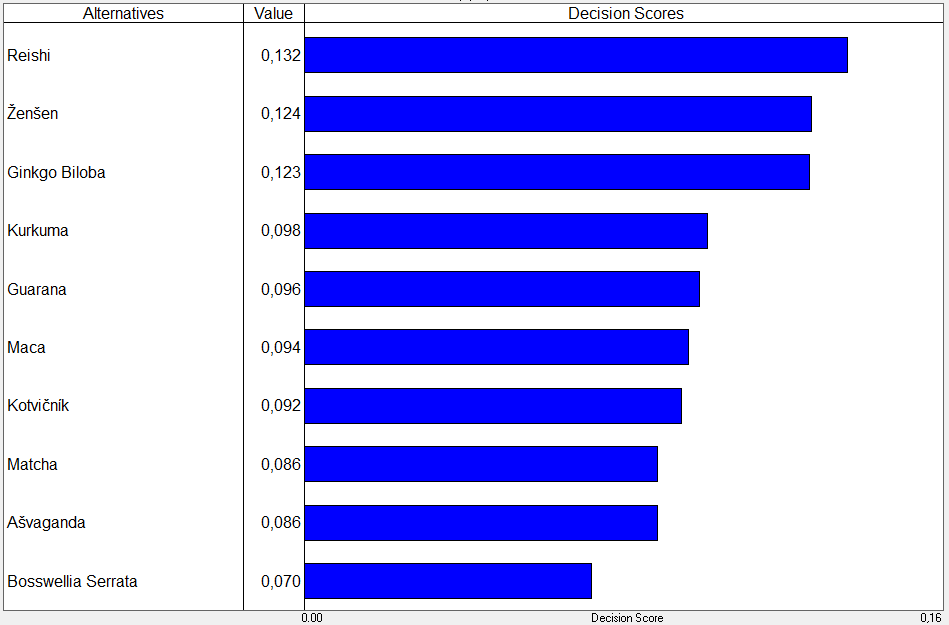 Alternatives Value Decision Scores
Reishi 0,132
Ženšen 0,124
Ginkgo Biloba 0,123
Kurkuma 0,098
Guarana 0,096
Maca 0,094
Kotvičník 0,092
Matcha 0,086
Ašvaganda 0,086
Bosswellia Serrata 0,070
0.00 Decision Score 0,16